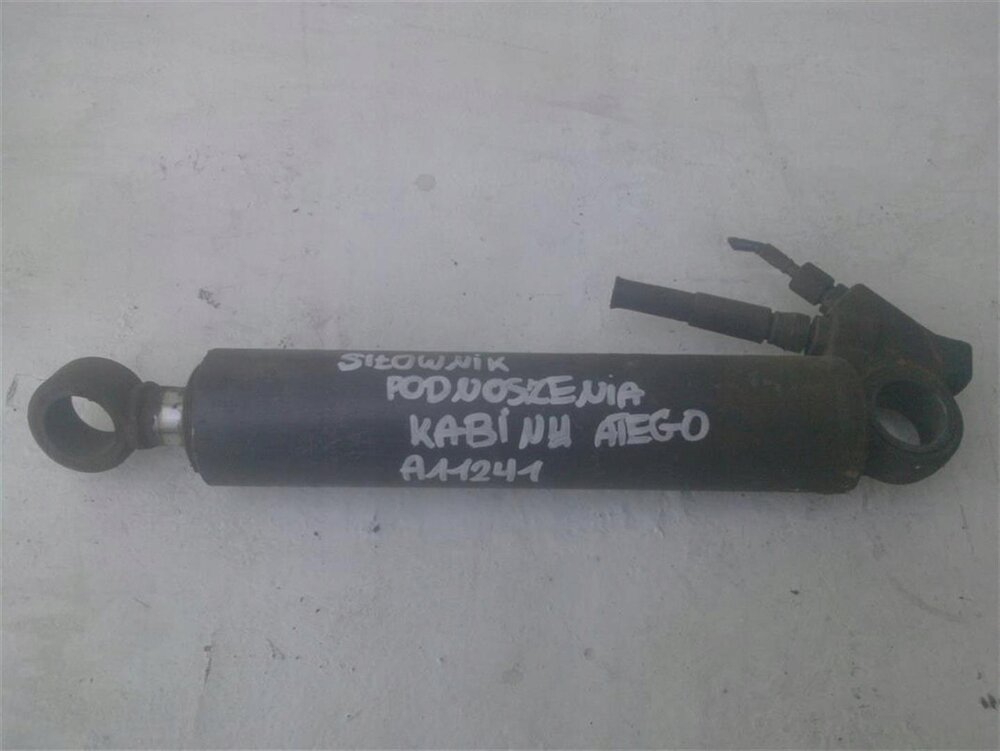 SIŁOWNIK
PODNOSZENIA
KABINY ATEGO
A11241